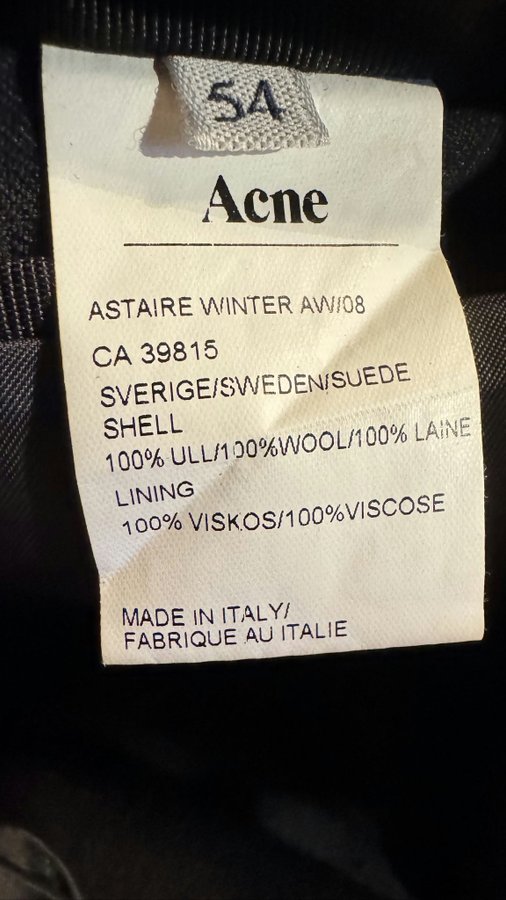 54
Acne
ASTAIRE WINTER AW/08
CA 39815
SVERIGE/SWEDEN/SUEDE
SHELL
100% ULL/100%WOOL/100% LAINE
LINING
100% VISKOS/100%VISCOSE
MADE IN ITALY/
FABRIQUE AU ITALIE